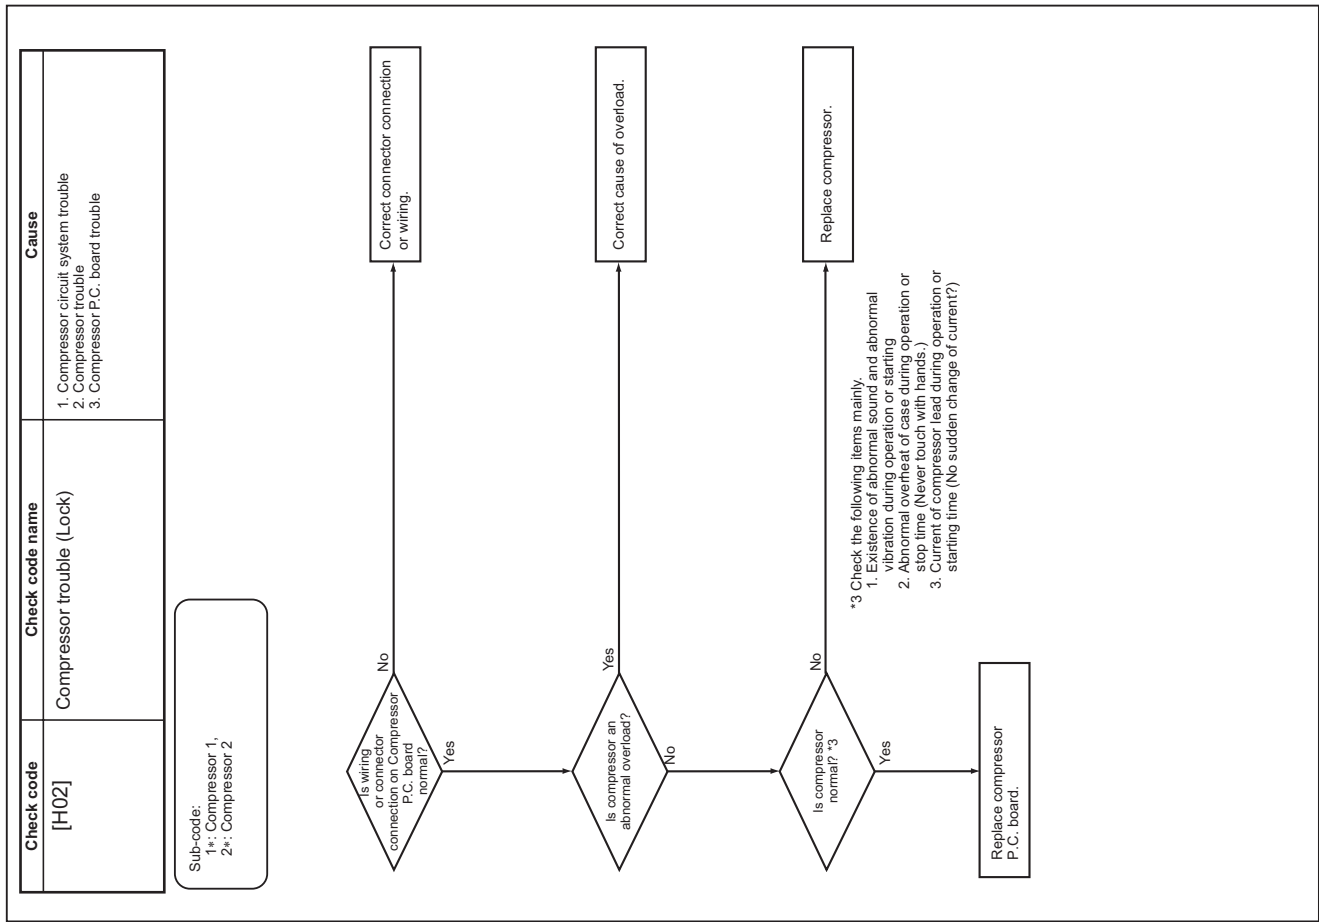 Check code
Check code name
Cause
[H02]
Compressor trouble (Lock)
1. Compressor circuit system trouble
2. Compressor trouble
3. Compressor P.C. board trouble
Sub-code:
1*: Compressor 1,
2*: Compressor 2
Is wiring
or connector
connection on Compressor
P.C. board
normal?
No
Correct connector connection
or wiring.
Yes
Is compressor an
abnormal overload?
Yes
Correct cause of overload.
No
Is compressor
normal? *3
No
Replace compressor.
*3 Check the following items mainly.
1. Existence of abnormal sound and abnormal
vibration during operation or starting
2. Abnormal overheat of case during operation or
stop time (Never touch with hands.)
3. Current of compressor lead during operation or
starting time (No sudden change of current?)
Yes
Replace compressor
P.C. board.